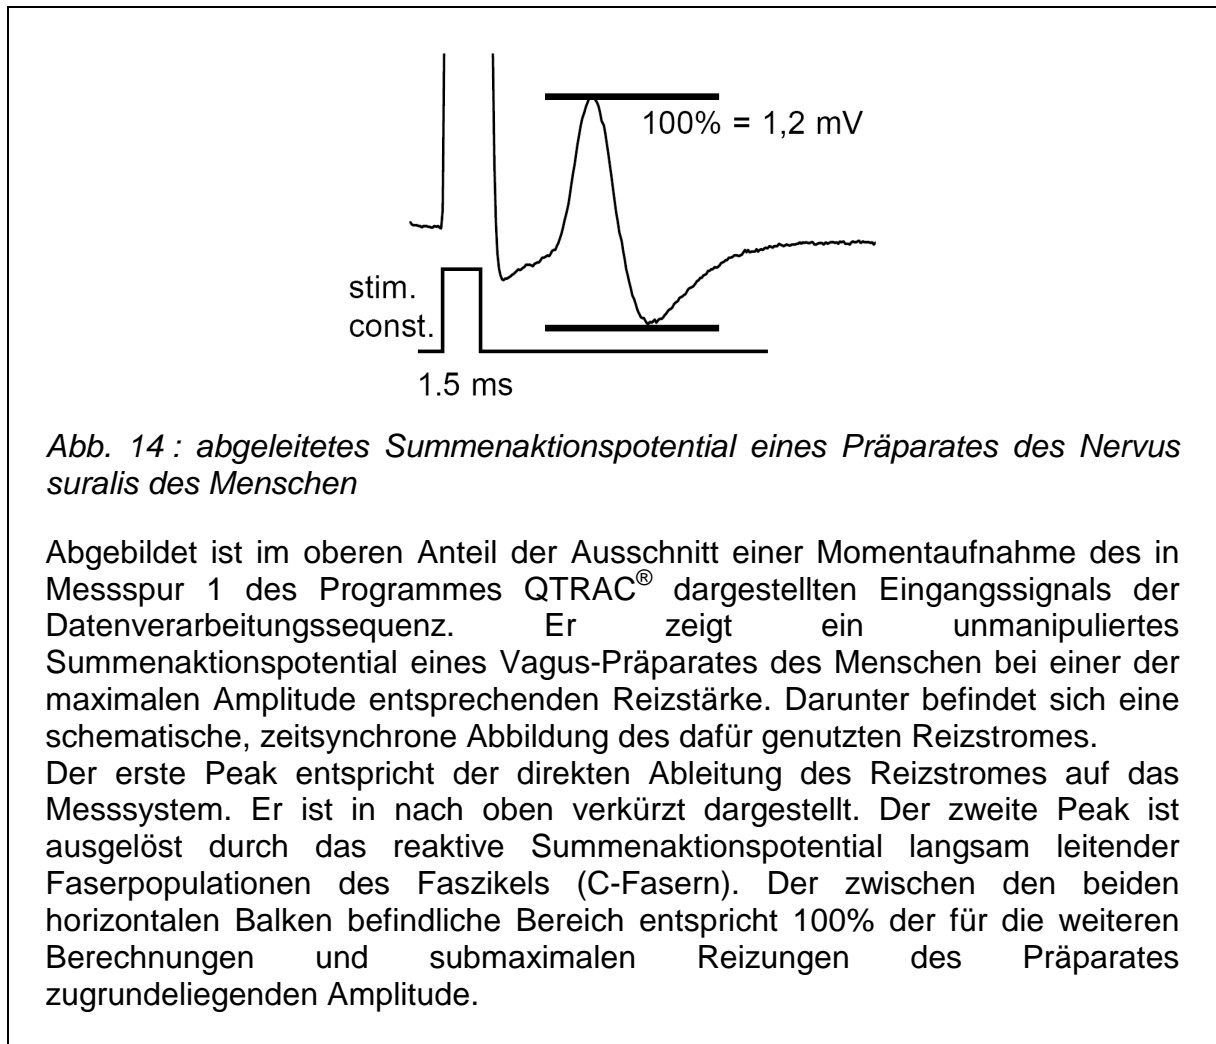 100% = 1,2 mV
stim.
const.
1.5 ms
Abb. 14 : abgeleitetes Summenaktionspotential eines Präparates des Nervus
suralis des Menschen
Abgebildet ist im oberen Anteil der Ausschnitt einer Momentaufnahme des in
Messspur 1 des Programmes QTRAC® dargestellten Eingangssignals der
Datenverarbeitungssequenz. Er zeigt ein unmanipuliertes
Summenaktionspotential eines Vagus-Präparates des Menschen bei einer der
maximalen Amplitude entsprechenden Reizstärke. Darunter befindet sich eine
schematische, zeitsynchrone Abbildung des dafür genutzten Reizstromes.
Der erste Peak entspricht der direkten Ableitung des Reizstromes auf das
Messsystem. Er ist in nach oben verkürzt dargestellt. Der zweite Peak ist
ausgelöst durch das reaktive Summenaktionspotential langsam leitender
Faserpopulationen des Faszikels (C-Fasern). Der zwischen den beiden
horizontalen Balken befindliche Bereich entspricht 100% der für die weiteren
Berechnungen und submaximalen Reizungen des Präparates
zugrundeliegenden Amplitude.